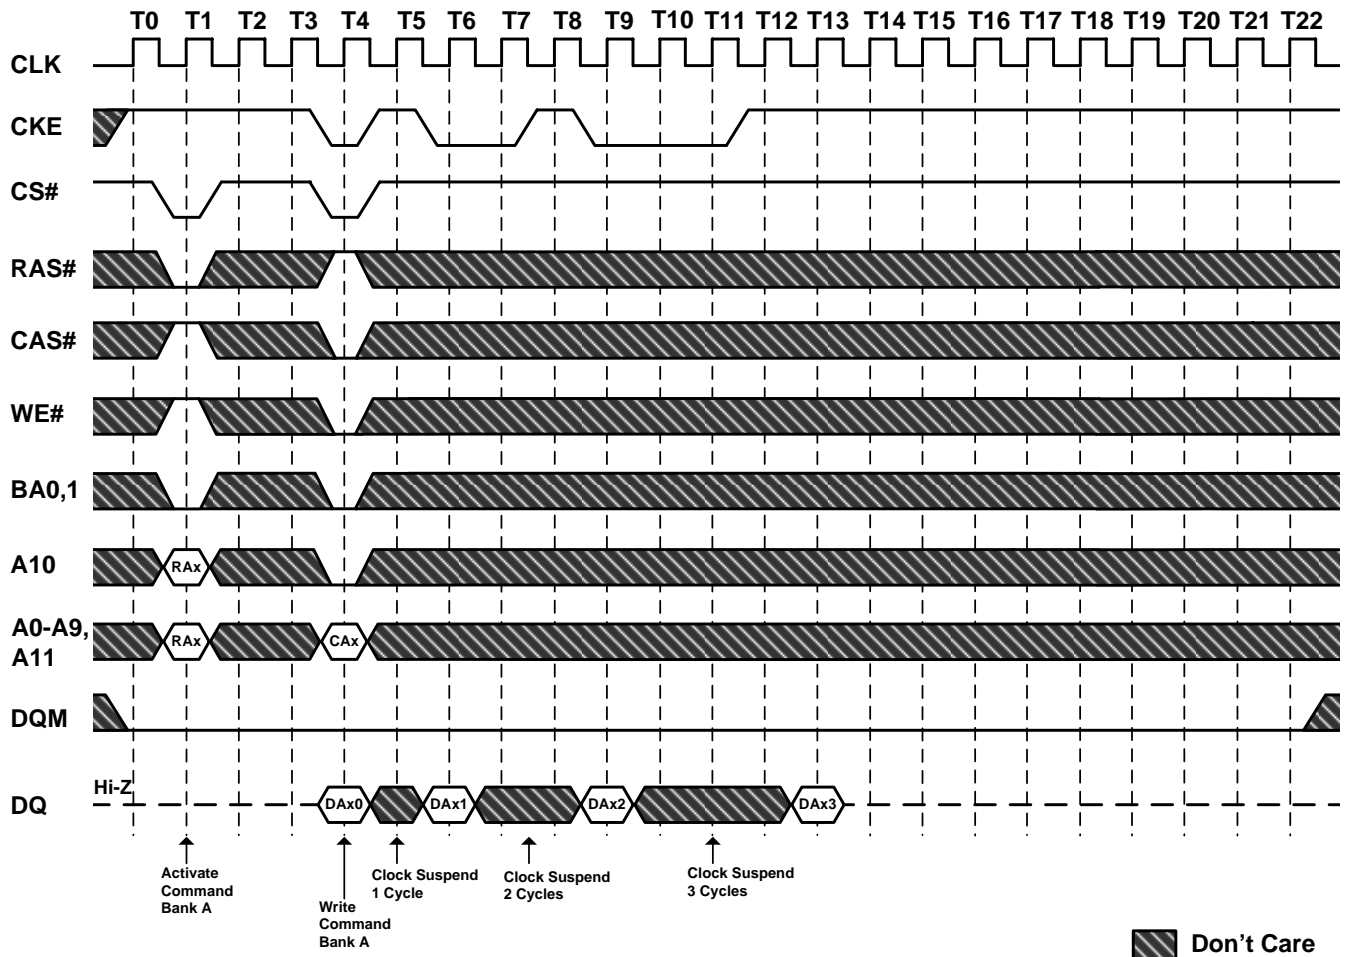 T0 T1 T2 T3 T4 T5 T6 T7 T8 T9 T10 T11 T12 T13 T14 T15 T16 T17 T18 T19 T20 T21 T22
CLK
CKE
CS#
RAS#
CAS#
WE#
BA0,1
A10
RAx
A0-A9,
A11
RAx
CAx
DQM
Hi-Z
DQ
DAx0
DAx1
DAx2
DAx3
Activate
Command
Bank A
Write
Command
Bank A
Clock Suspend
1 Cycle
Clock Suspend
2 Cycles
Clock Suspend
3 Cycles
Don't Care